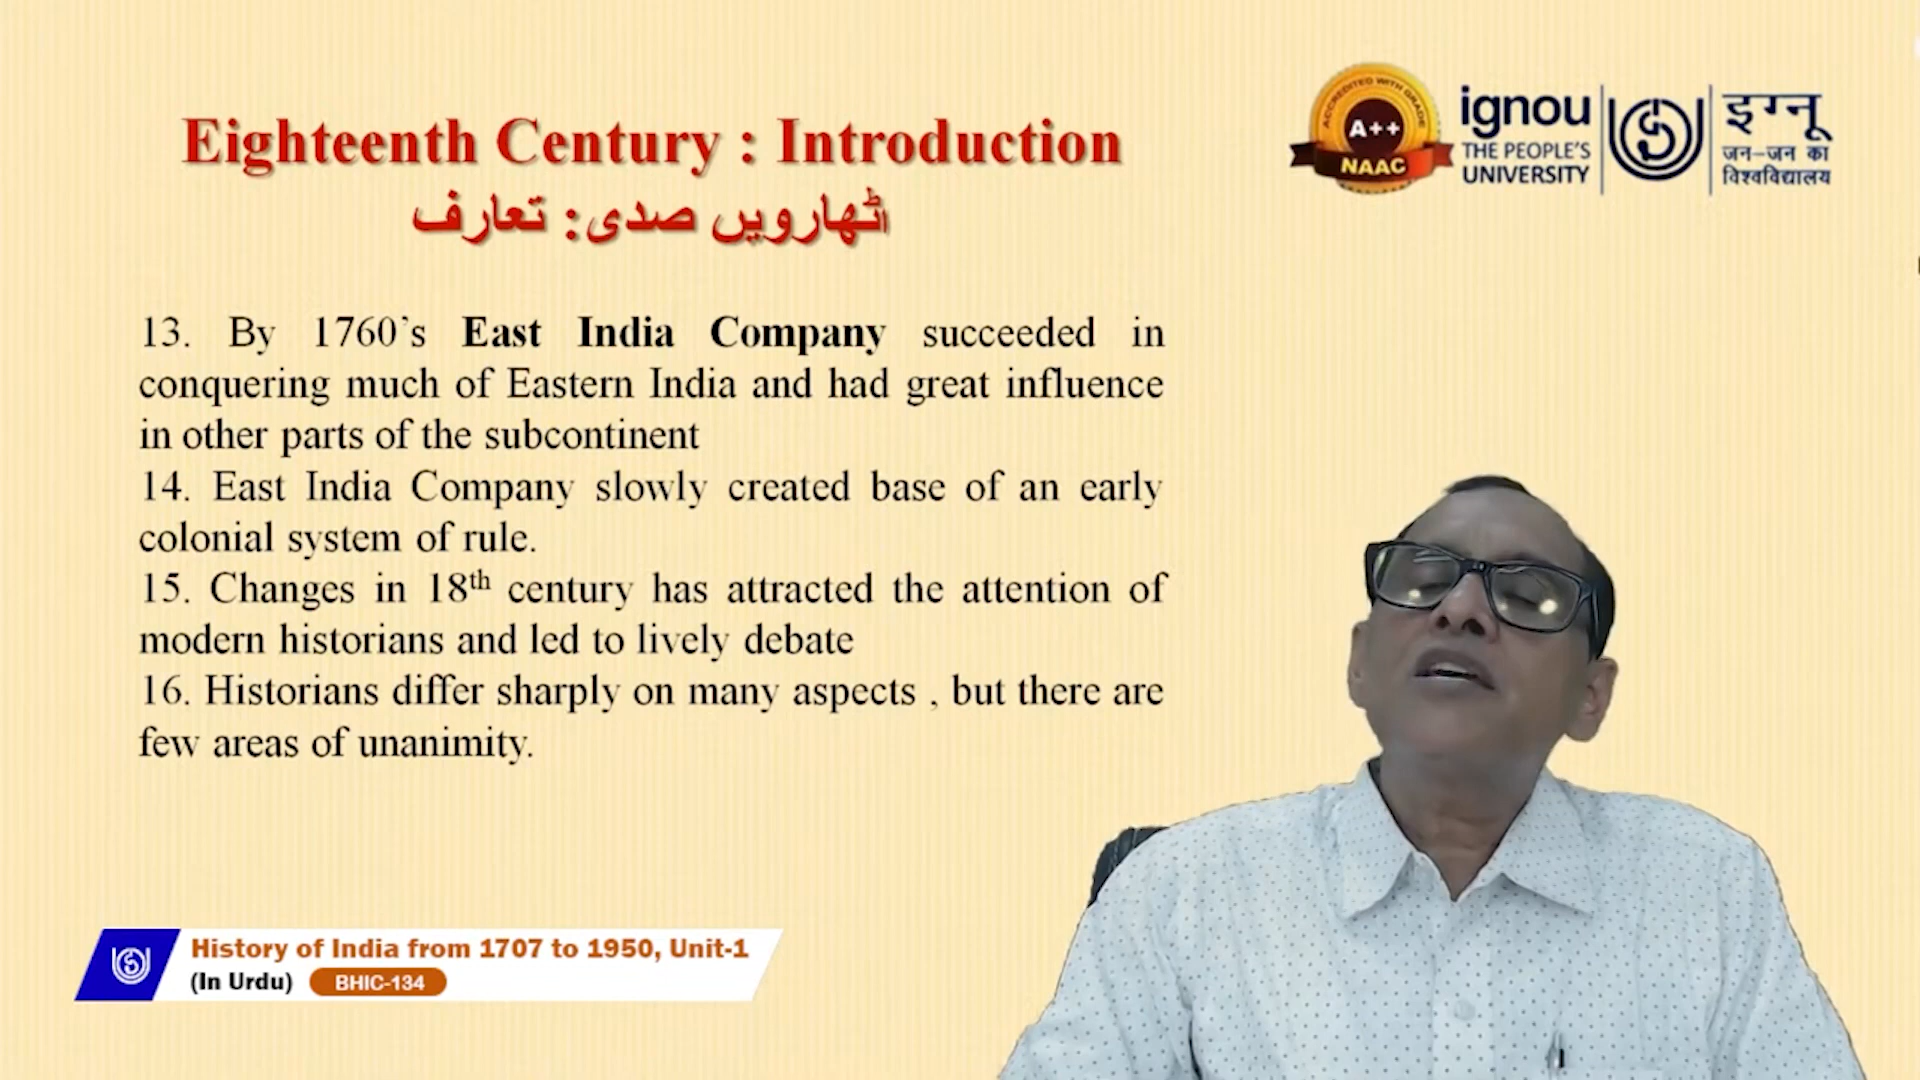 Eighteenth Century : Introduction
اٹھارویں صدی: تعارف
ACCREDITED WITH GRADE
A++
NAAC
ignou
THE PEOPLE'S
UNIVERSITY
इग्नू
जन-जन का
विश्वविद्यालय
13. By 1760’s East India Company succeeded in
conquering much of Eastern India and had great influence
in other parts of the subcontinent
14. East India Company slowly created base of an early
colonial system of rule.
15. Changes in 18th century has attracted the attention of
modern historians and led to lively debate
16. Historians differ sharply on many aspects , but there are
few areas of unanimity.
History of India from 1707 to 1950, Unit-1
(In Urdu) BHIC-134